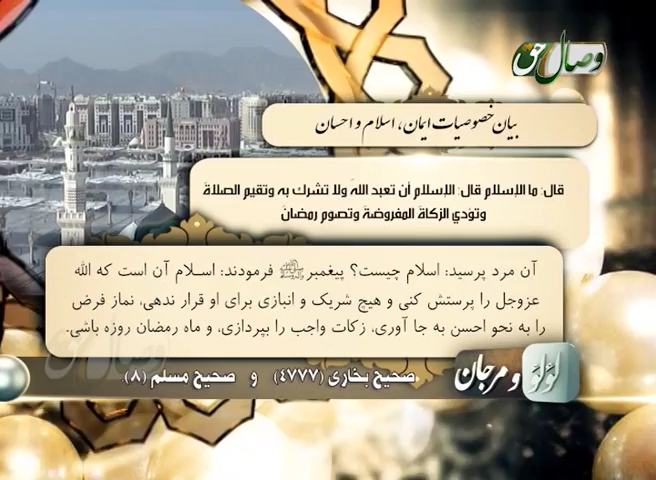 وصال حق
بیان خصوصیات ایمان، اسلام و احسان
قال: ما الإسلام قال: الإسلام أن تعبد الله ولا تشرك به وتقيم الصلاة
وتؤدي الزكاة المفروضة وتصوم رمضان
آن مرد پرسید: اسلام چیست؟ پیغمبر ﷺ فرمودند: اسلام آن است که الله
عزوجل را پرستش کنی و هیچ شریک و انبازی برای او قرار ندهی، نماز فرض
را به نحو احسن به جا آوری، زکات واجب را بپردازی، و ماه رمضان روزه باشی.
لؤلؤ و مرجان
صحیح بخاری (٤٧٧٧) و صحیح مسلم (٨).